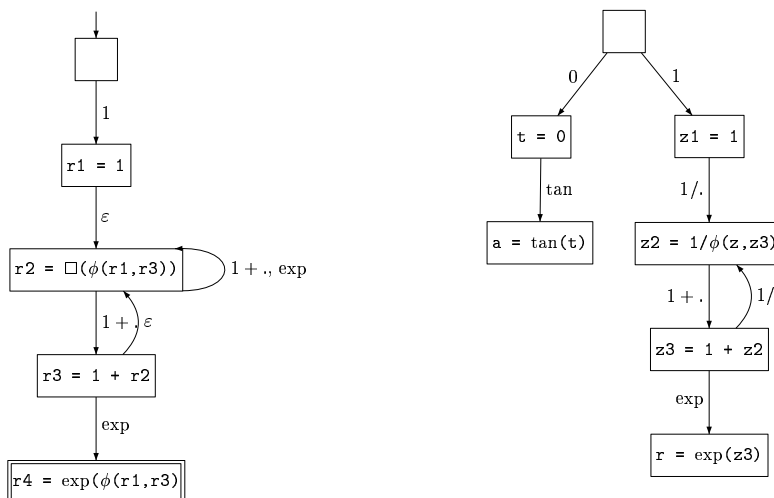 1
r1 = 1
ε
r2 = □(ϕ(r1,r3))
1 + ., exp
1 + .
ε
r3 = 1 + r2
exp
r4 = exp(ϕ(r1,r3)
0
1
t = 0
z1 = 1
tan
1/.
a = tan(t)
z2 = 1/ϕ(z,z3)
1 + .
1/
z3 = 1 + z2
exp
r = exp(z3)